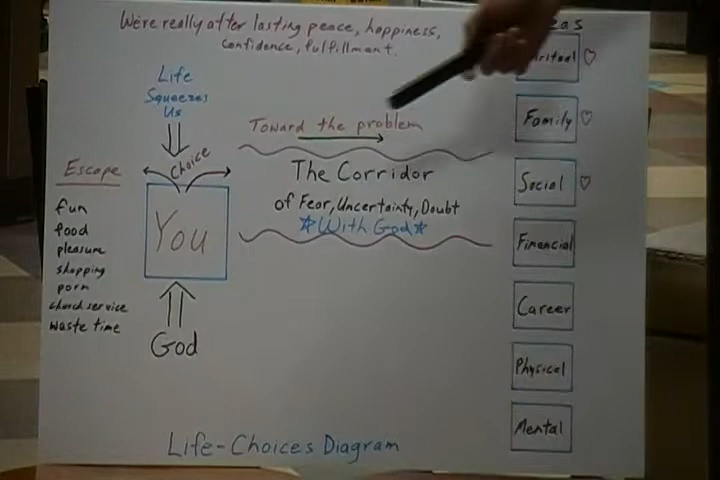 We're really after lasting peace, happiness,
confidence, fulfillment.
Life
Squeezes
Us
Choice
Toward the problem
The Corridor
of Fear, Uncertainty, Doubt
☆With God☆
Escape
fun
food
pleasure
shopping
porn
church service
waste time
You
God
Family ♡
Social ♡
Financial
Career
Physical
Mental
Life-Choices Diagram